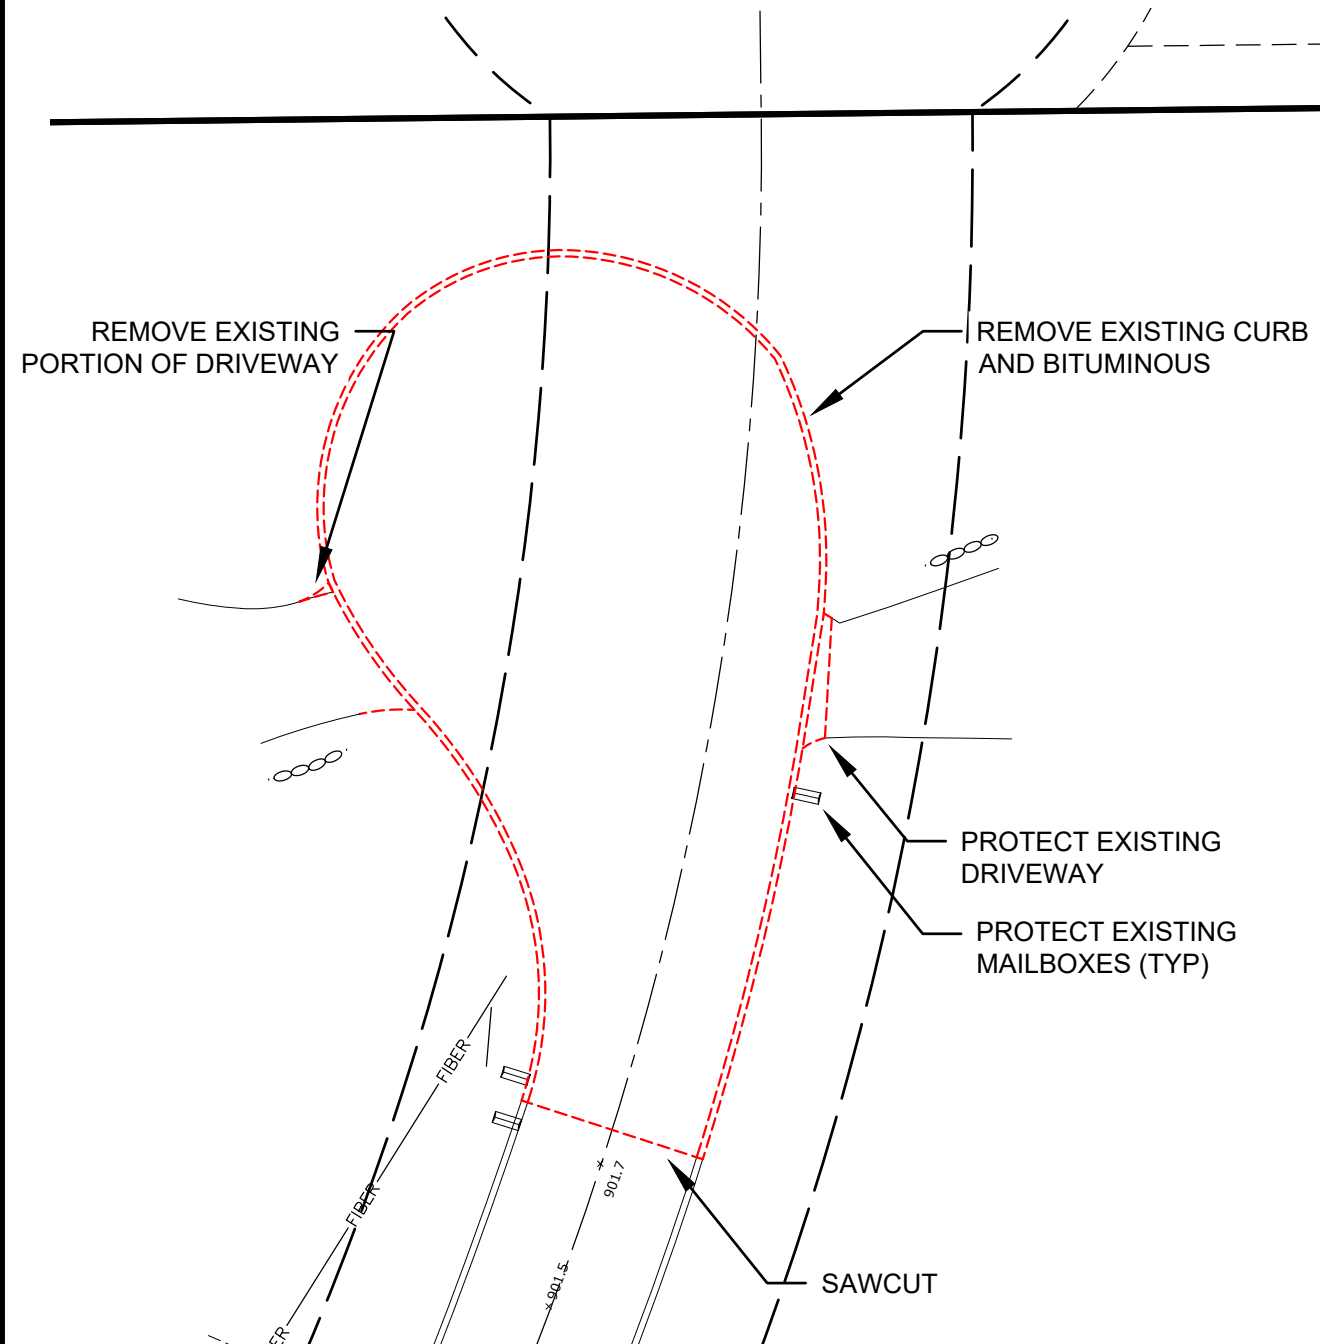 REMOVE EXISTING
PORTION OF DRIVEWAY
REMOVE EXISTING CURB
AND BITUMINOUS
PROTECT EXISTING
DRIVEWAY
PROTECT EXISTING
MAILBOXES (TYP)
FIBER
FIBER
901.7
901.5
SAWCUT
ER